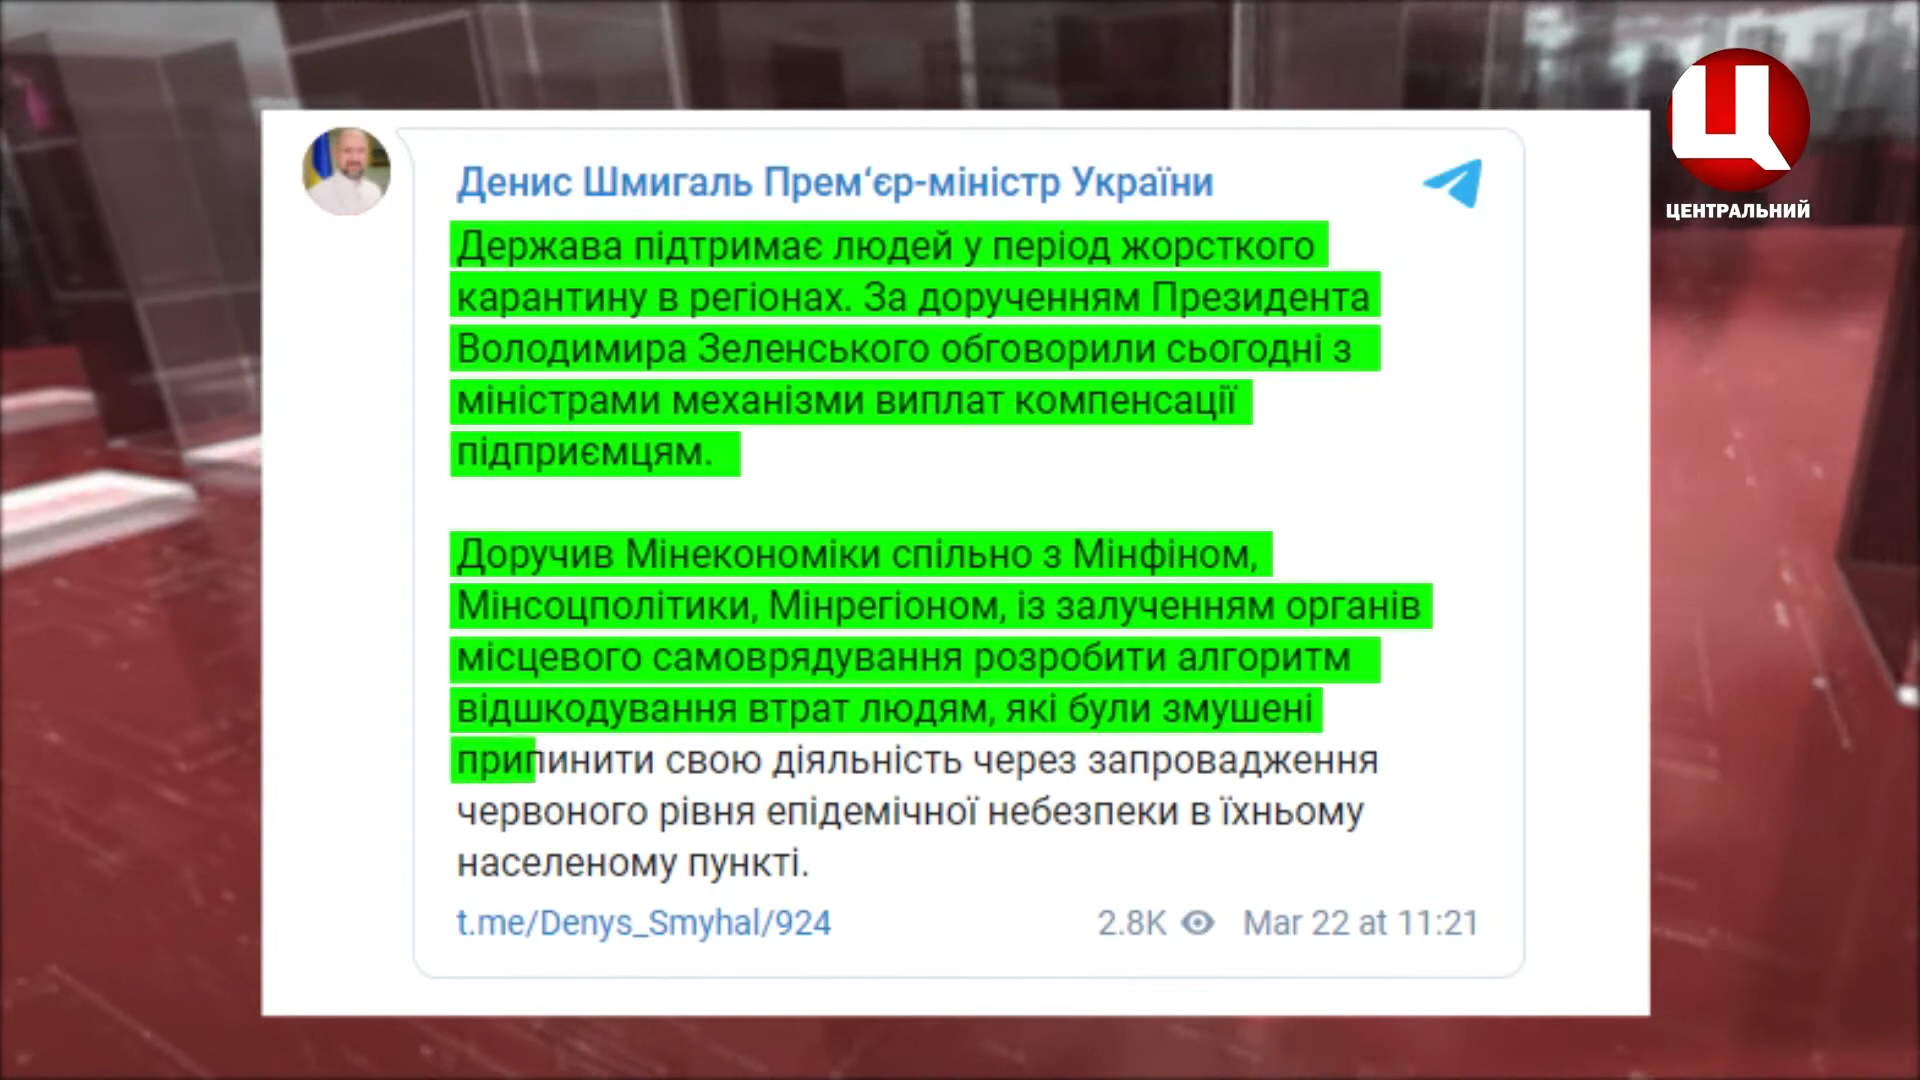 Ц
ЦЕНТРАЛЬНИЙ
Денис Шмигаль Прем‘єр-міністр України
Держава підтримає людей у період жорсткого
карантину в регіонах. За дорученням Президента
Володимира Зеленського обговорили сьогодні з
міністрами механізми виплат компенсації
підприємцям.
Доручив Мінекономіки спільно з Мінфіном,
Мінсоцполітики, Мінрегіоном, із залученням органів
місцевого самоврядування розробити алгоритм
відшкодування втрат людям, які були змушені
припинити свою діяльність через запровадження
червоного рівня епідемічної небезпеки в їхньому
населеному пункті.
t.me/Denys_Smyhal/924 2.8K Mar 22 at 11:21